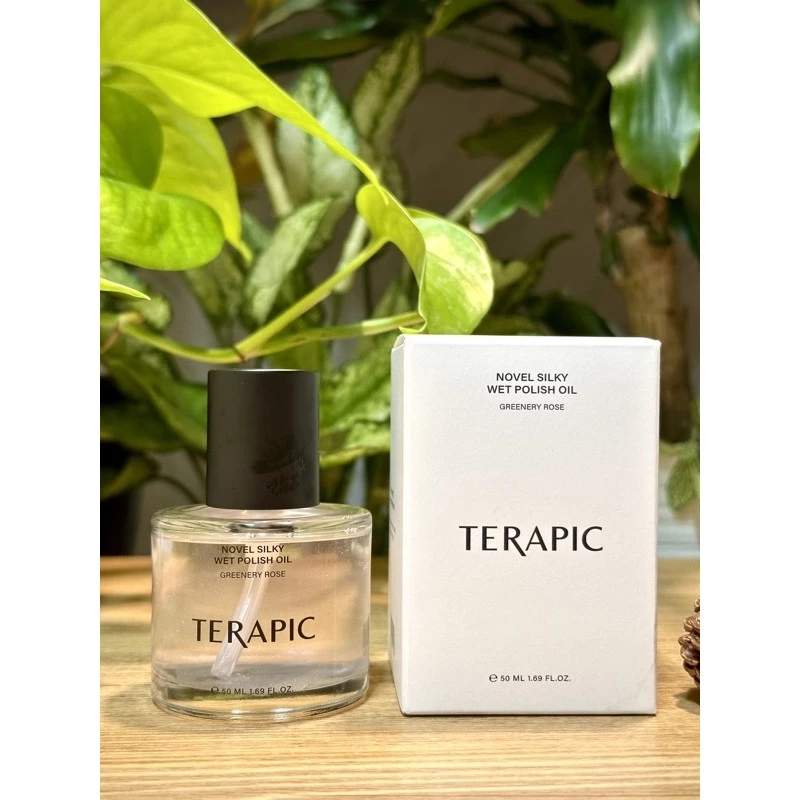 NOVEL SILKY
WET POLISH OIL
GREENERY ROSE
TERAPIC
℮ 50 ML 1.69 FL.OZ.
NOVEL SILKY
WET POLISH OIL
GREENERY ROSE
TERAPIC
℮ 50 ML 1.69 FL.OZ.